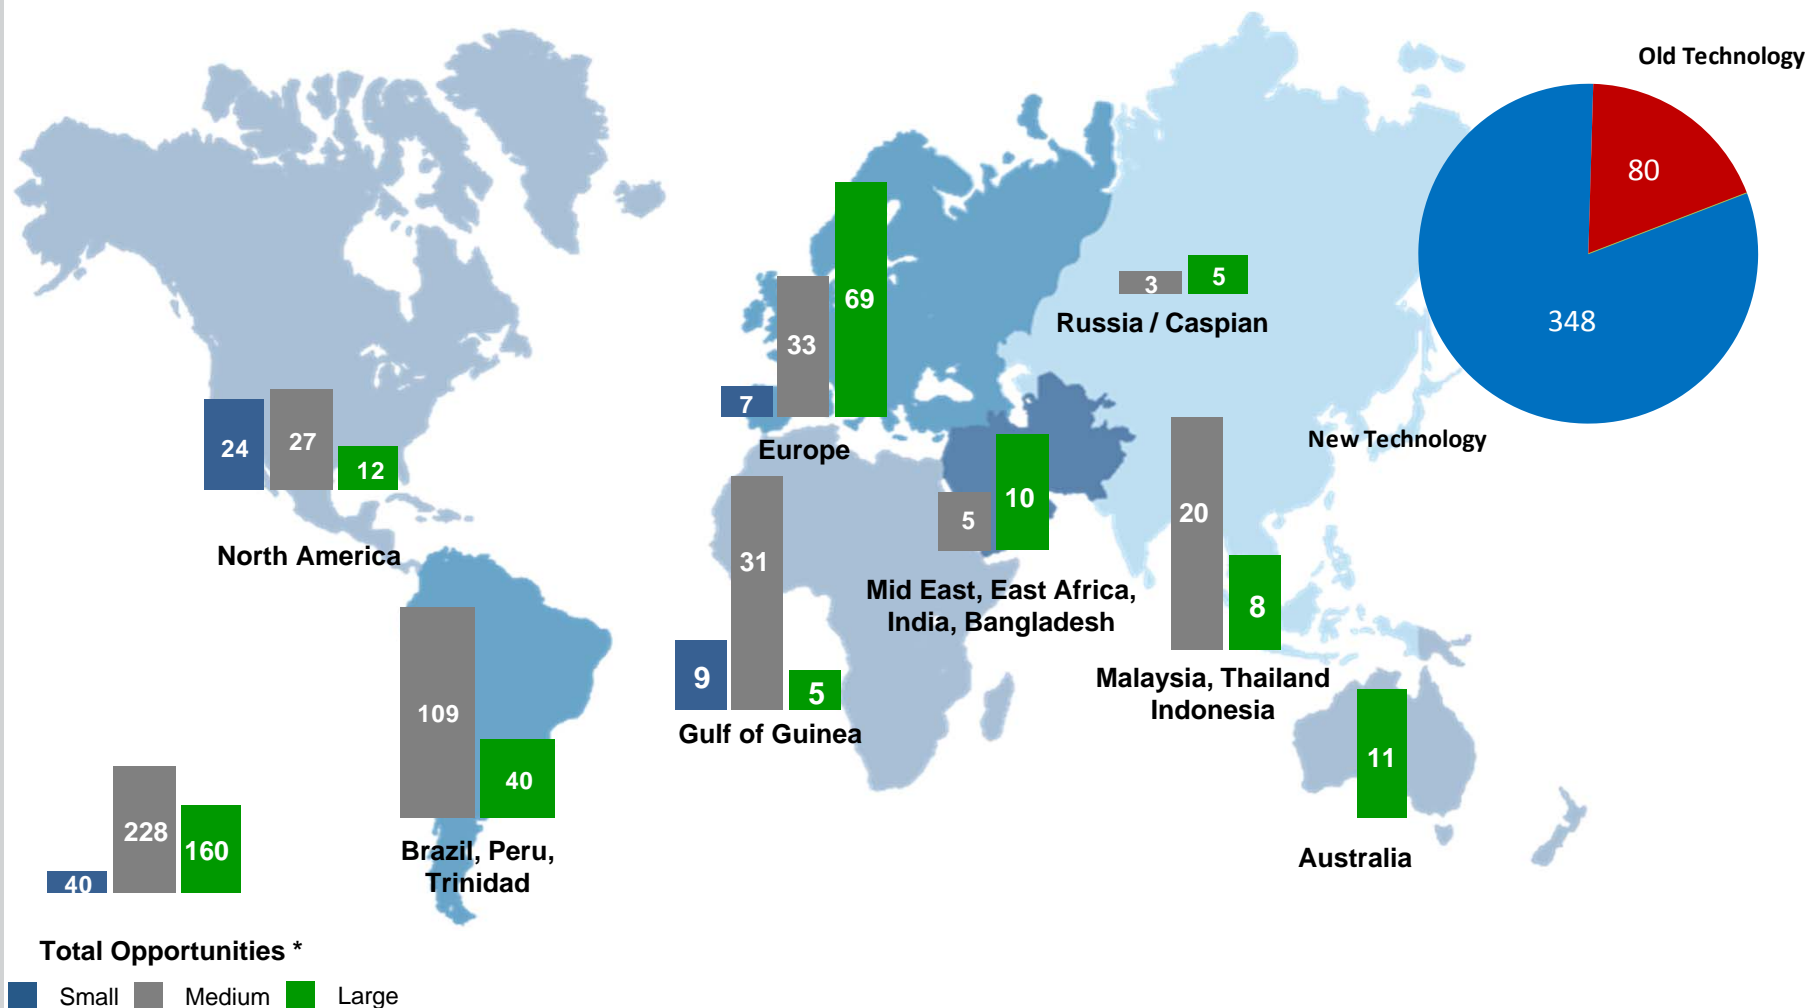 Old Technology
80
348
New Technology
69
33
7
Europe
3
5
Russia / Caspian
24
27
12
North America
5
10
Mid East, East Africa,
India, Bangladesh
20
8
Malaysia, Thailand
Indonesia
9
31
5
Gulf of Guinea
109
40
Brazil, Peru,
Trinidad
11
Australia
40
228
160
Total Opportunities *
Small Medium Large